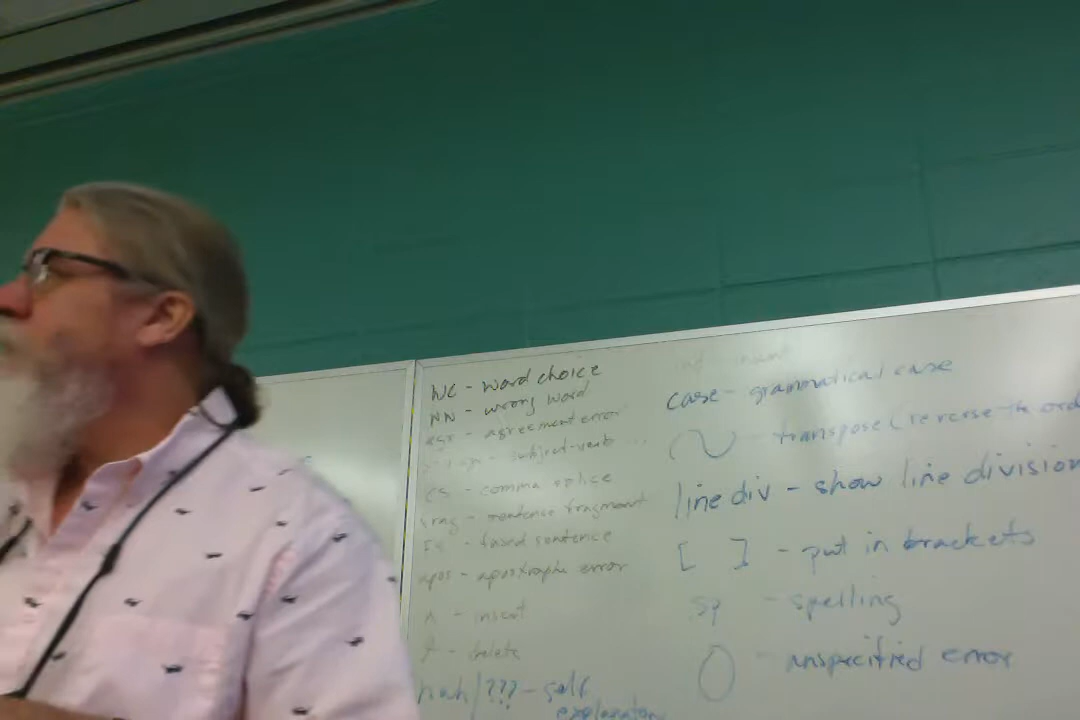 WC - word choice
WW - wrong word
agr - agreement error
subject-verb ...
CS - comma splice
frag - sentence fragment
FS - fused sentence
apos - apostrophe error
^ - insert
- delete
huh/??? - self
explanatory
case - grammatical case
- transpose (reverse the ord
line div - show line division
[ ] - put in brackets
sp - spelling
- unspecified error